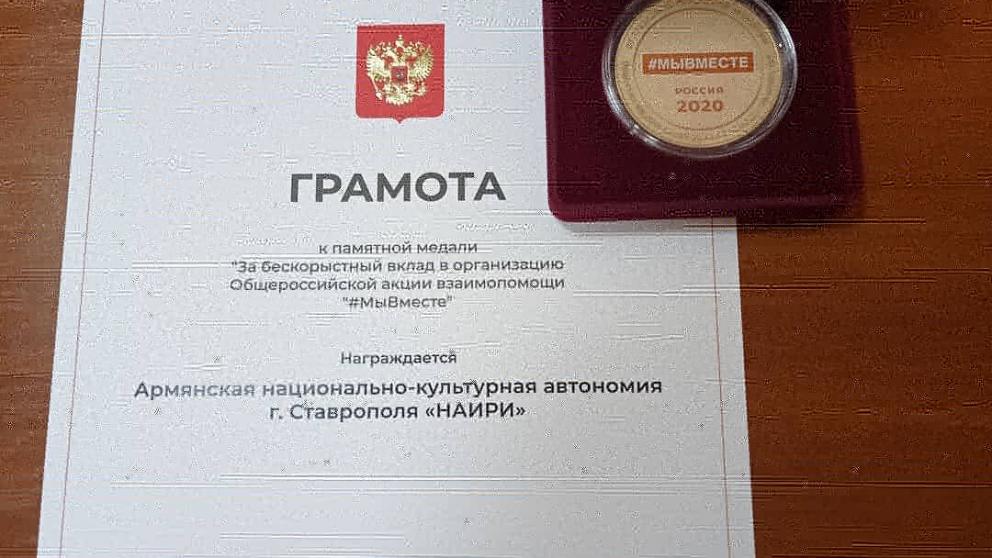 #МЫВМЕСТЕ
РОССИЯ
2020
ГРАМОТА
к памятной медали
"За бескорыстный вклад в организацию
Общероссийской акции взаимопомощи
"#МыВместе"
Награждается
Армянская национально-культурная автономия
г. Ставрополя «НАИРИ»